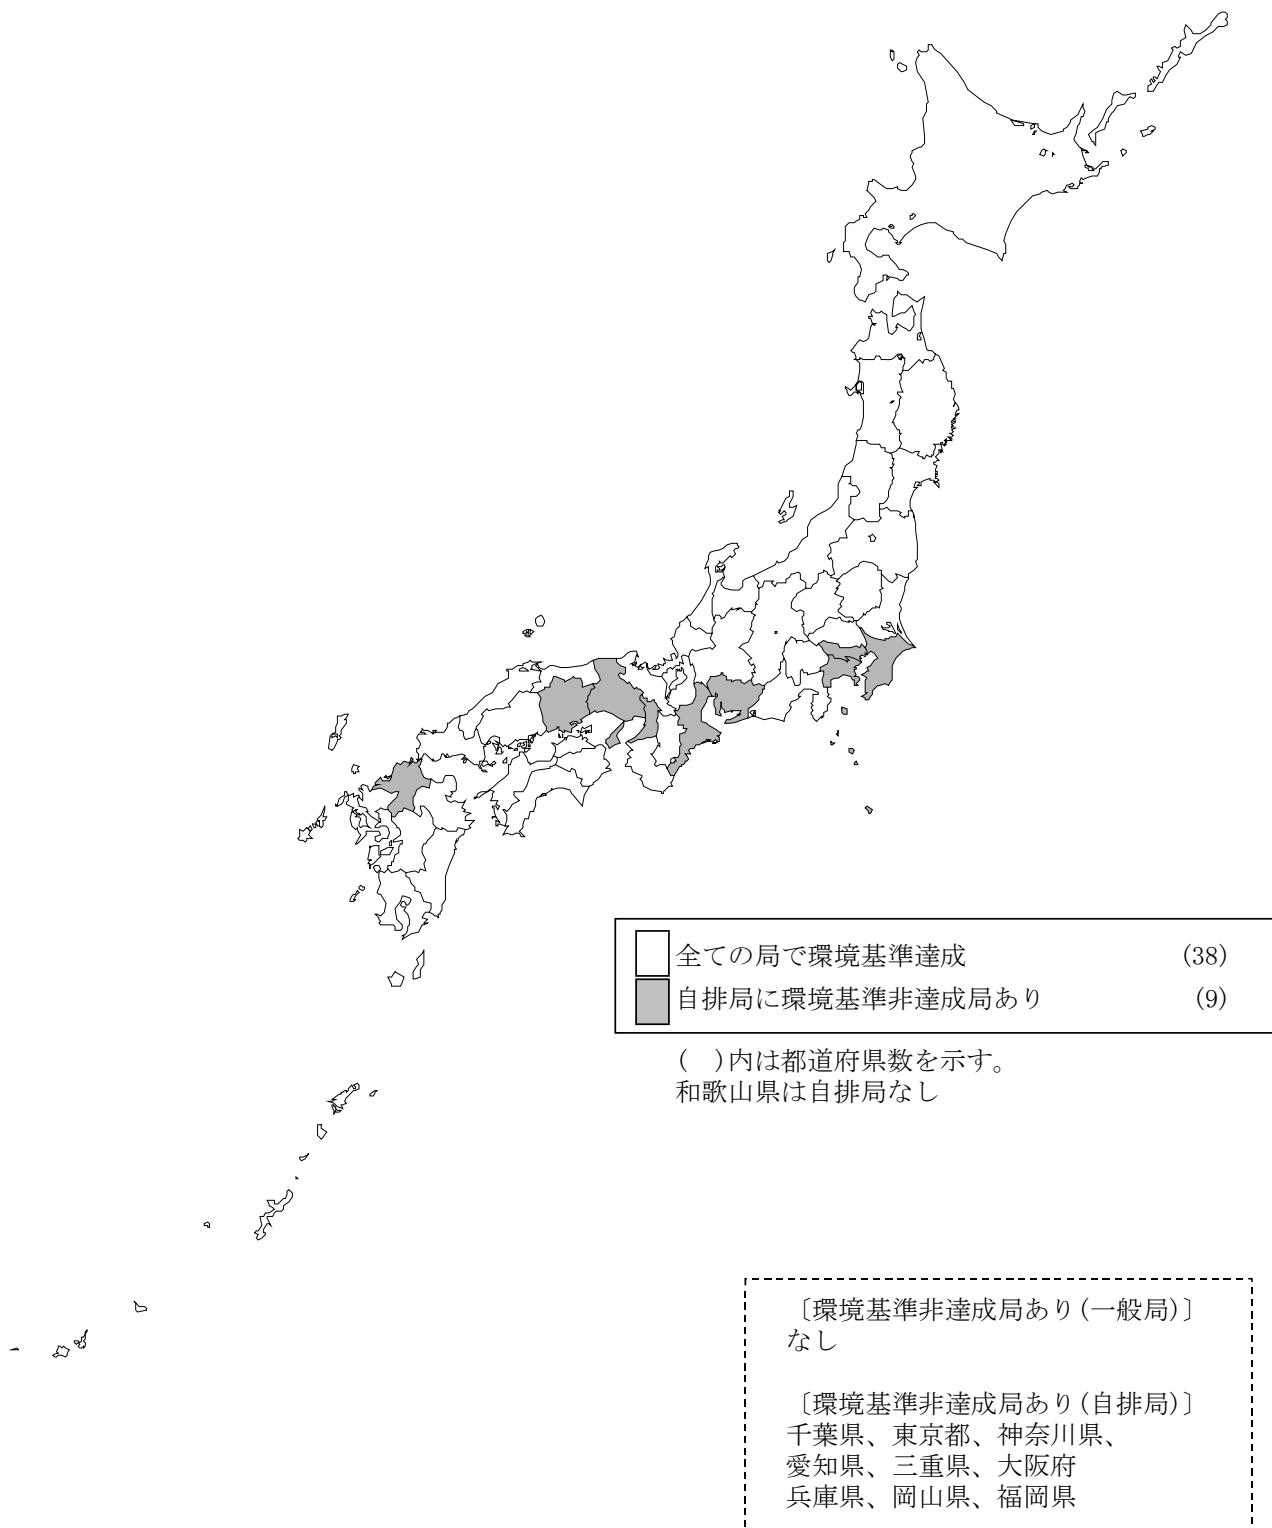 全ての局で環境基準達成 (38)
自排局に環境基準非達成局あり (9)
(　)内は都道府県数を示す。
和歌山県は自排局なし
〔環境基準非達成局あり(一般局)〕
なし
〔環境基準非達成局あり(自排局)〕
千葉県、東京都、神奈川県、
愛知県、三重県、大阪府
兵庫県、岡山県、福岡県